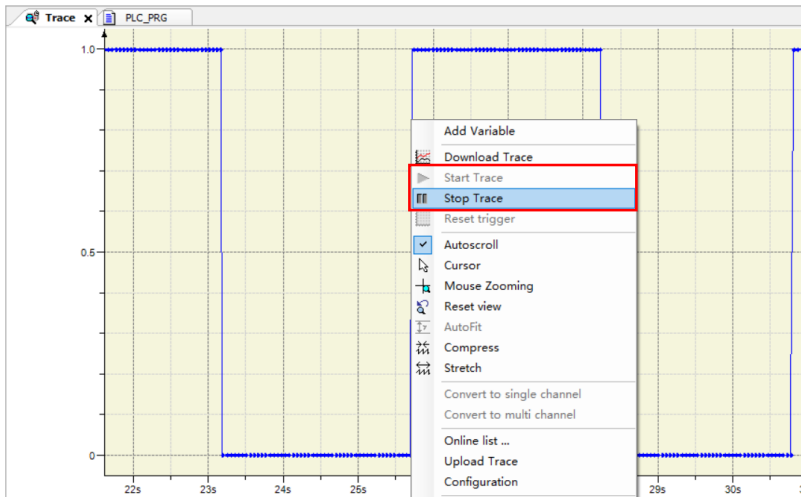 Trace PLC_PRG
1.0
Add Variable
Download Trace
Start Trace
Stop Trace
Reset trigger
Autoscroll
0.5
Cursor
Mouse Zooming
Reset view
AutoFit
Compress
Stretch
Convert to single channel
Convert to multi channel
Online list ...
0
Upload Trace
Configuration
22s 23s 24s 25s 29s 30s